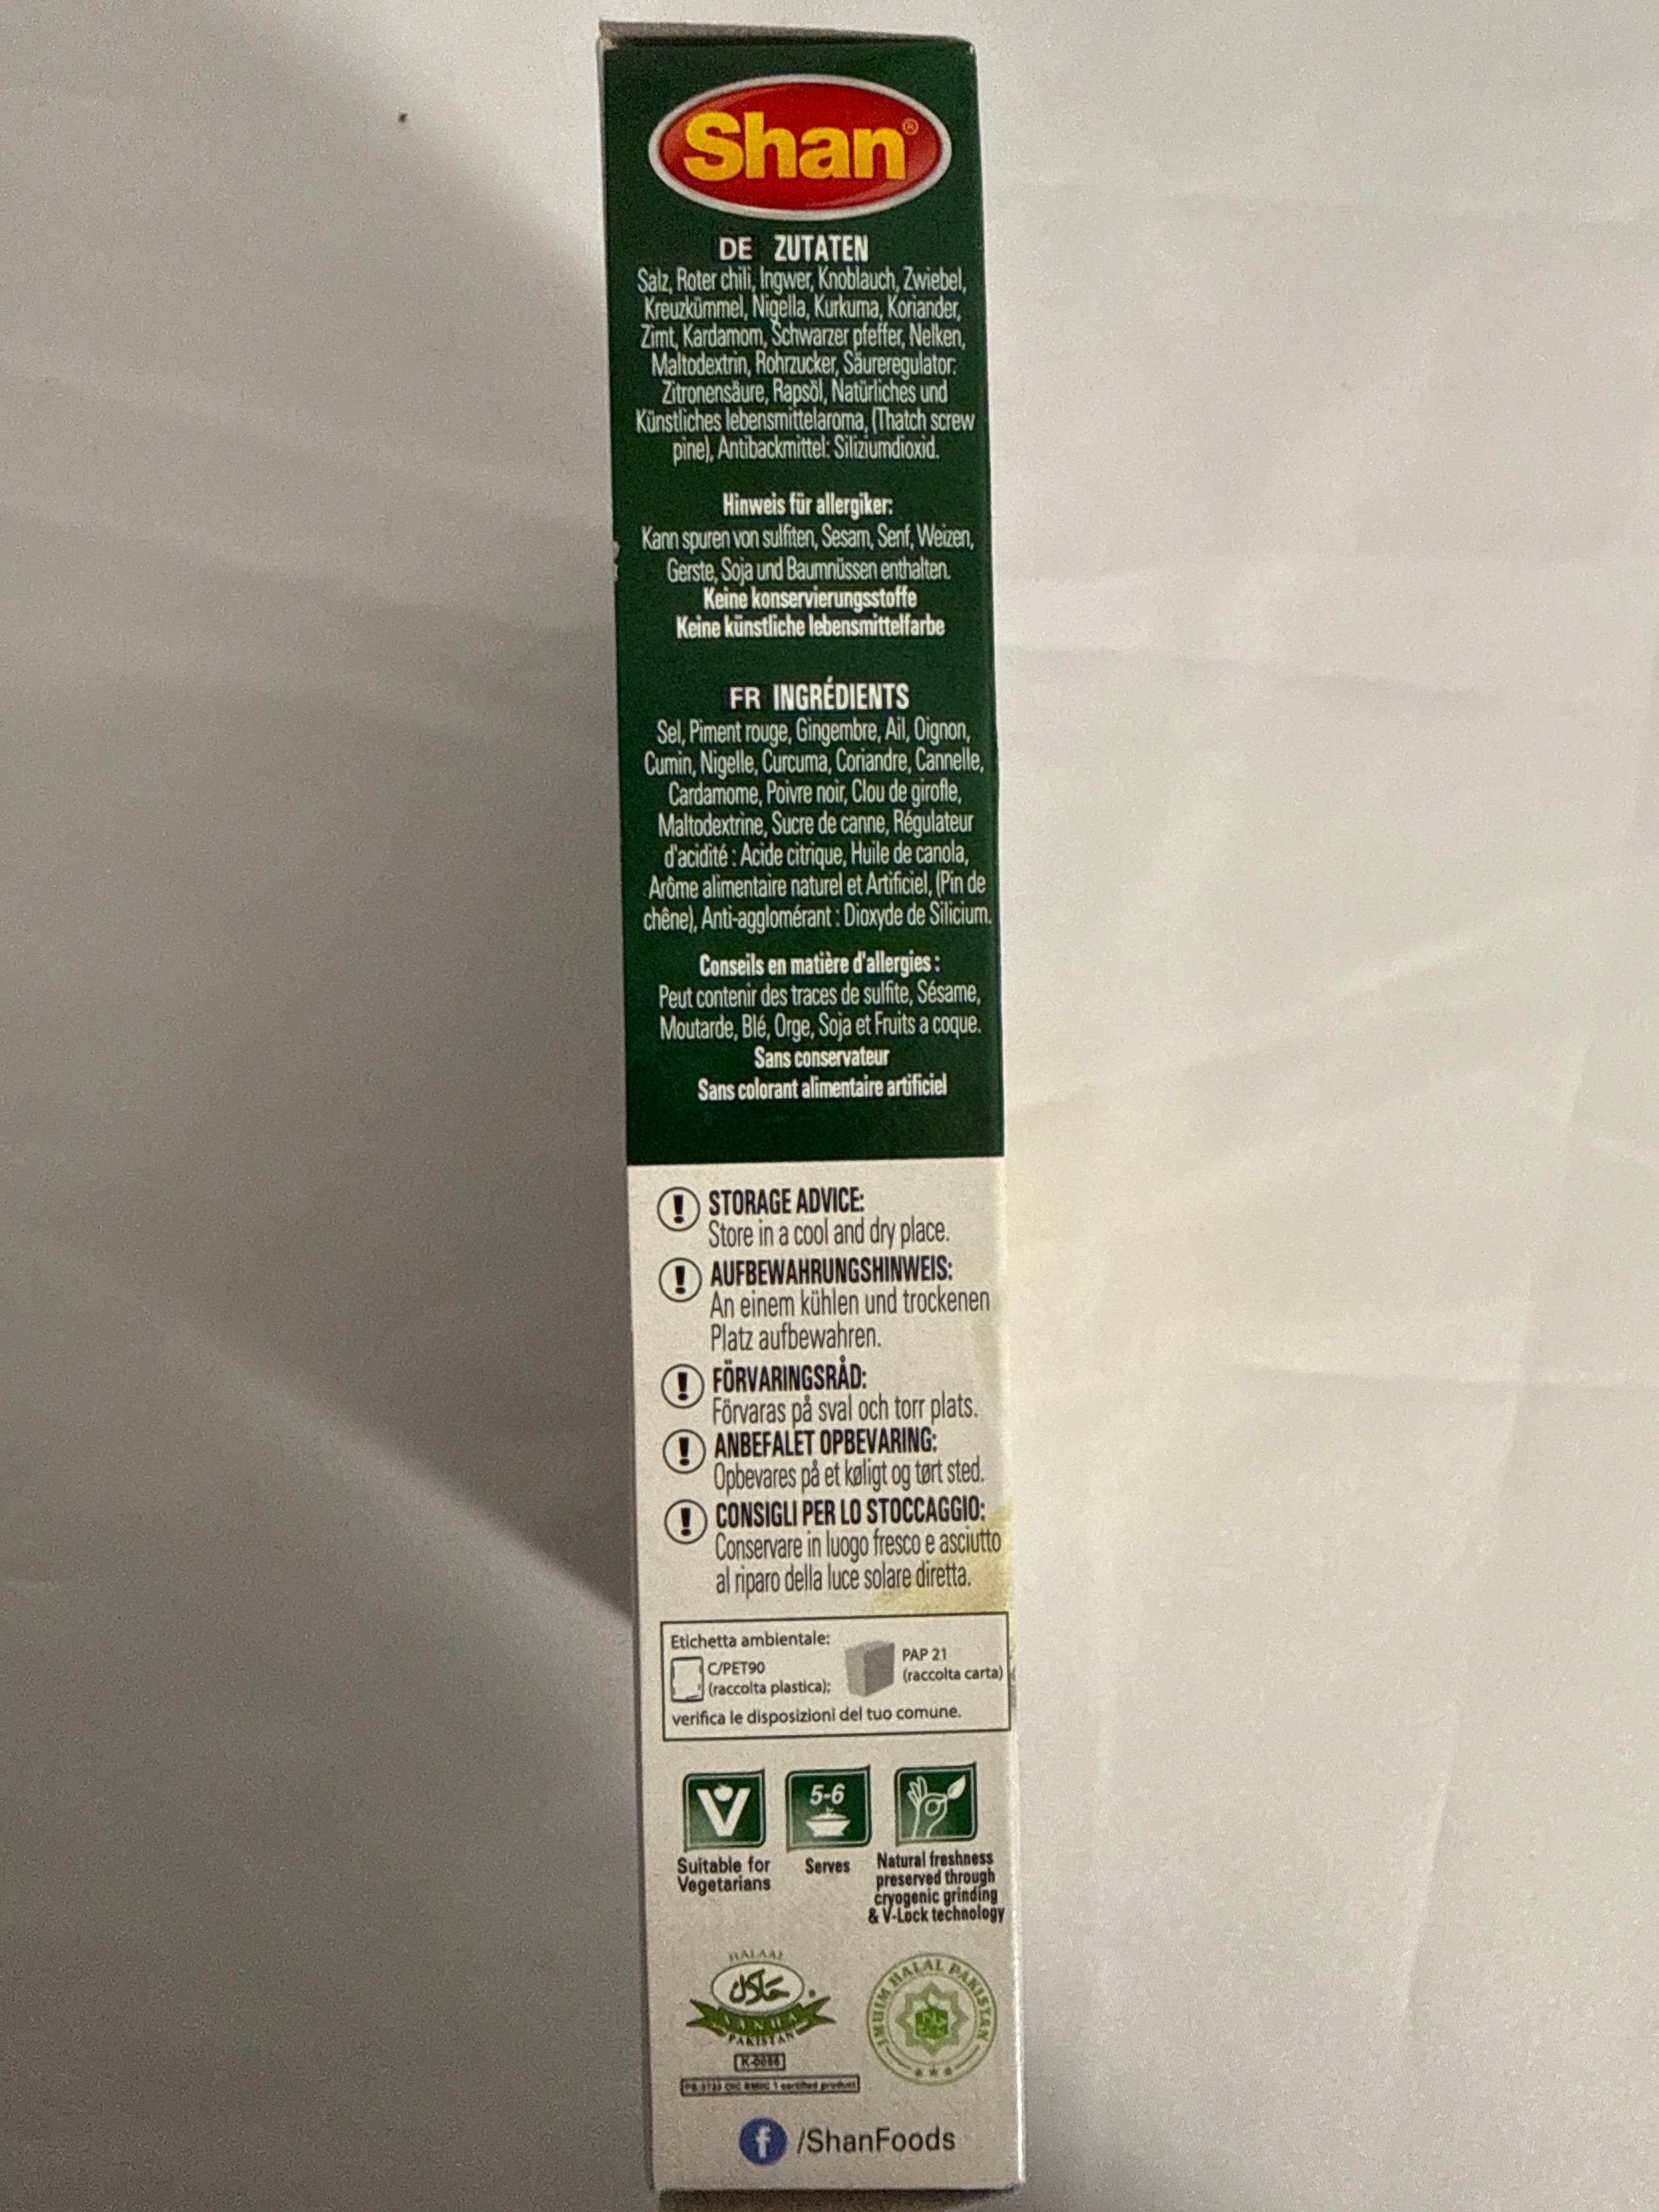 Shan®
DE ZUTATEN
Salz, Roter chili, Ingwer, Knoblauch, Zwiebel,
Kreuzkümmel, Nigella, Kurkuma, Koriander,
Zimt, Kardamom, Schwarzer pfeffer, Nelken,
Maltodextrin, Rohrzucker, Säureregulator:
Zitronensäure, Rapsöl, Natürliches und
Künstliches lebensmittelaroma, (Thatch screw
pine), Antibackmittel: Siliziumdioxid.
Hinweis für allergiker:
Kann spuren von sulfiten, Sesam, Senf, Weizen,
Gerste, Soja und Baumnüssen enthalten.
Keine konservierungsstoffe
Keine künstliche lebensmittelfarbe
FR INGRÉDIENTS
Sel, Piment rouge, Gingembre, Ail, Oignon,
Cumin, Nigelle, Curcuma, Coriandre, Cannelle,
Cardamome, Poivre noir, Clou de girofle,
Maltodextrine, Sucre de canne, Régulateur
d'acidité : Acide citrique, Huile de canola,
Arôme alimentaire naturel et Artificiel, (Pin de
chêne), Anti-agglomérant : Dioxyde de Silicium.
Conseils en matière d'allergies :
Peut contenir des traces de sulfite, Sésame,
Moutarde, Blé, Orge, Soja et Fruits a coque.
Sans conservateur
Sans colorant alimentaire artificiel
! STORAGE ADVICE:
Store in a cool and dry place.
! AUFBEWAHRUNGSHINWEIS:
An einem kühlen und trockenen
Platz aufbewahren.
! FÖRVARINGSRÅD:
Förvaras på sval och torr plats.
! ANBEFALET OPBEVARING:
Opbevares på et køligt og tørt sted.
! CONSIGLI PER LO STOCCAGGIO:
Conservare in luogo fresco e asciutto
al riparo della luce solare diretta.
Etichetta ambientale:
C/PET90
(raccolta plastica);
PAP 21
(raccolta carta)
verifica le disposizioni del tuo comune.
V
Suitable for
Vegetarians
5-6
Serves
Natural freshness
preserved through
cryogenic grinding
& V-Lock technology
HALAAL
حلال
SANHA
PAKISTAN
certified product
HALAL PAKISTAN
f /ShanFoods